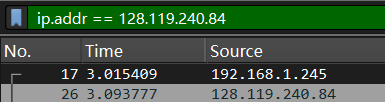 ip.addr == 128.119.240.84
No. Time Source
17 3.015409 192.168.1.245
26 3.093777 128.119.240.84